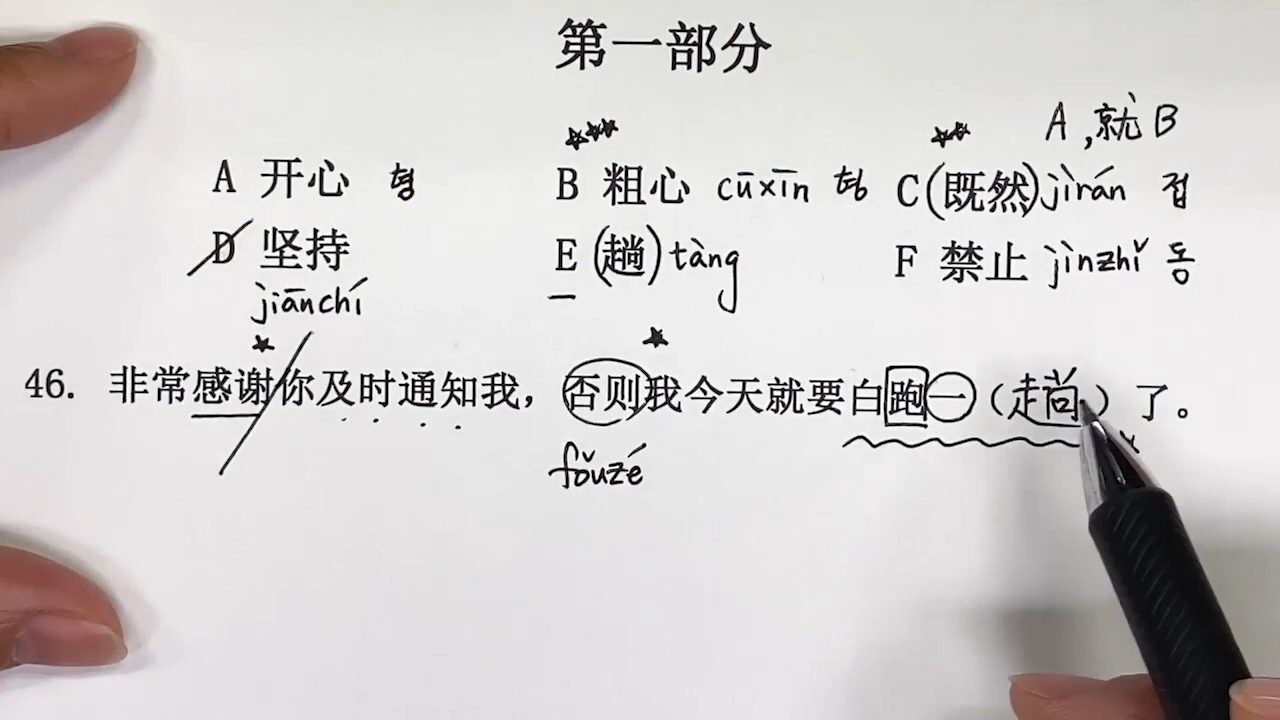 第一部分
A,就B
A 开心 형
B 粗心 cūxīn 형
C(既然)jìrán 접
D 坚持
jiānchí
E (趟) tàng
F 禁止 jìnzhǐ 동
46. 非常感谢你及时通知我，否则我今天就要白跑一（趟）了。
fǒuzé